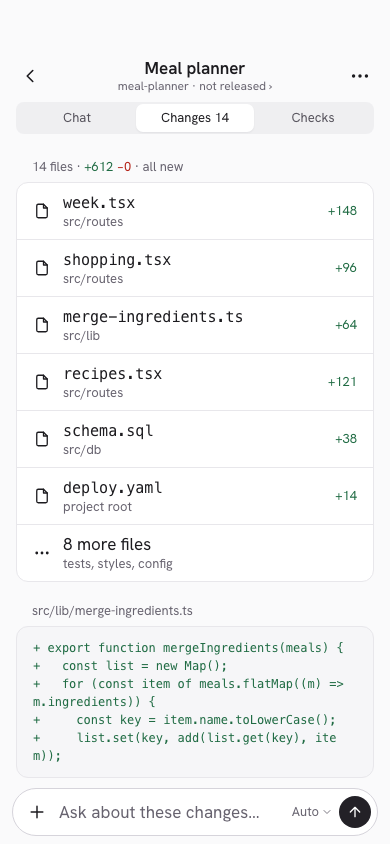 Meal planner
meal-planner · not released ›
Chat
Changes 14
Checks
14 files · +612 −0 · all new
week.tsx
src/routes
+148
shopping.tsx
src/routes
+96
merge-ingredients.ts
src/lib
+64
recipes.tsx
src/routes
+121
schema.sql
src/db
+38
deploy.yaml
project root
+14
8 more files
tests, styles, config
src/lib/merge-ingredients.ts
+ export function mergeIngredients(meals) {
+   const list = new Map();
+   for (const item of meals.flatMap((m) =>
m.ingredients)) {
+     const key = item.name.toLowerCase();
+     list.set(key, add(list.get(key), ite
m));
Ask about these changes...
Auto